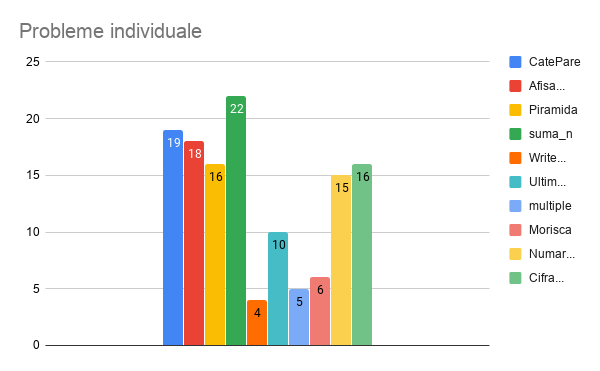 Probleme individuale
25
20
15
10
5
0
19
18
16
22
4
10
5
6
15
16
CatePare
Afisa...
Piramida
suma_n
Write...
Ultim...
multiple
Morisca
Numar...
Cifra...